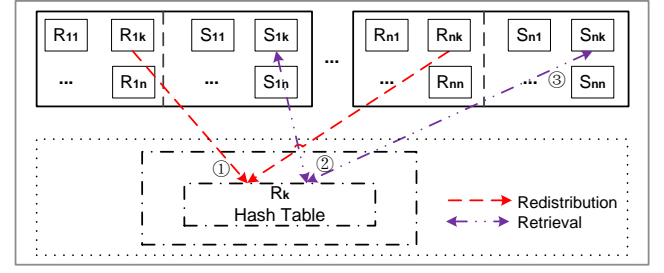 R11 R1k S11 S1k ... Rn1 Rnk Sn1 Snk
... R1n ... S1n ... Rnn ... Snn
③
① ②
Rk
Hash Table
Redistribution
Retrieval